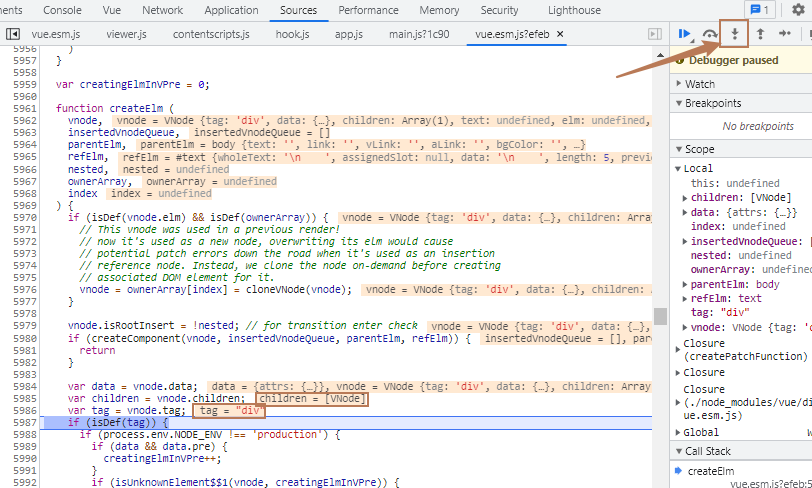 nents Console Vue Network Application Sources Performance Memory Security Lighthouse 1
vue.esm.js viewer.js contentscripts.js hook.js app.js main.js?1c90 vue.esm.js?efeb ×
5956 )
5957 }
5958
5959 var creatingElmInVPre = 0;
5960
5961 function createElm (
5962 vnode, vnode = VNode {tag: 'div', data: {…}, children: Array(1), text: undefined, elm: undefined,
5963 insertedVnodeQueue, insertedVnodeQueue = []
5964 parentElm, parentElm = body {text: '', link: '', vLink: '', aLink: '', bgColor: '', …}
5965 refElm, refElm = #text {wholeText: '\n ', assignedSlot: null, data: '\n ', length: 5, previo
5966 nested, nested = undefined
5967 ownerArray, ownerArray = undefined
5968 index index = undefined
5969 ) {
5970 if (isDef(vnode.elm) && isDef(ownerArray)) { vnode = VNode {tag: 'div', data: {…}, children: Array
5971 // This vnode was used in a previous render!
5972 // now it's used as a new node, overwriting its elm would cause
5973 // potential patch errors down the road when it's used as an insertion
5974 // reference node. Instead, we clone the node on-demand before creating
5975 // associated DOM element for it.
5976 vnode = ownerArray[index] = cloneVNode(vnode); vnode = VNode {tag: 'div', data: {…}, children: A
5977 }
5978
5979 vnode.isRootInsert = !nested; // for transition enter check vnode = VNode {tag: 'div', data: {…},
5980 if (createComponent(vnode, insertedVnodeQueue, parentElm, refElm)) { insertedVnodeQueue = [], par
5981 return
5982 }
5983
5984 var data = vnode.data; data = {attrs: {…}}, vnode = VNode {tag: 'div', data: {…}, children: Array
5985 var children = vnode.children; children = [VNode]
5986 var tag = vnode.tag; tag = "div"
5987 if (isDef(tag)) {
5988 if (process.env.NODE_ENV !== 'production') {
5989 if (data && data.pre) {
5990 creatingElmInVPre++;
5991 }
5992 if (isUnknownElement$$1(vnode, creatingElmInVPre)) {
Debugger paused
Watch
Breakpoints
No breakpoints
Scope
Local
this: undefined
children: [VNode]
data: {attrs: {…}}
index: undefined
insertedVnodeQueue: [
nested: undefined
ownerArray: undefined
parentElm: body
refElm: text
tag: "div"
vnode: VNode {tag: 'd
Closure
(createPatchFunction)
Closure
Closure
(./node_modules/vue/di
ue.esm.js)
Global
Call Stack
createElm
vue.esm.js?efeb:5